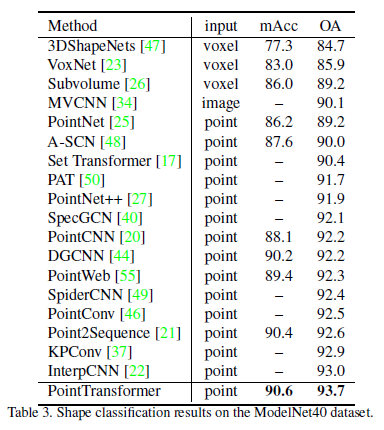 Method input mAcc OA
3DShapeNets [47] voxel 77.3 84.7
VoxNet [23] voxel 83.0 85.9
Subvolume [26] voxel 86.0 89.2
MVCNN [34] image – 90.1
PointNet [25] point 86.2 89.2
A-SCN [48] point 87.6 90.0
Set Transformer [17] point – 90.4
PAT [50] point – 91.7
PointNet++ [27] point – 91.9
SpecGCN [40] point – 92.1
PointCNN [20] point 88.1 92.2
DGCNN [44] point 90.2 92.2
PointWeb [55] point 89.4 92.3
SpiderCNN [49] point – 92.4
PointConv [46] point – 92.5
Point2Sequence [21] point 90.4 92.6
KPConv [37] point – 92.9
InterpCNN [22] point – 93.0
PointTransformer point 90.6 93.7
Table 3. Shape classification results on the ModelNet40 dataset.